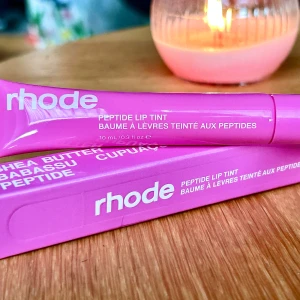 rhode
PEPTIDE LIP TINT
BAUME À LÈVRES TEINTÉ AUX PEPTIDES
SHEA BUTTER
BABASSU
CUPUAÇU
PEPTIDE
rhode
PEPTIDE LIP TINT
BAUME À LÈVRES TEINTÉ AUX PEPTIDES